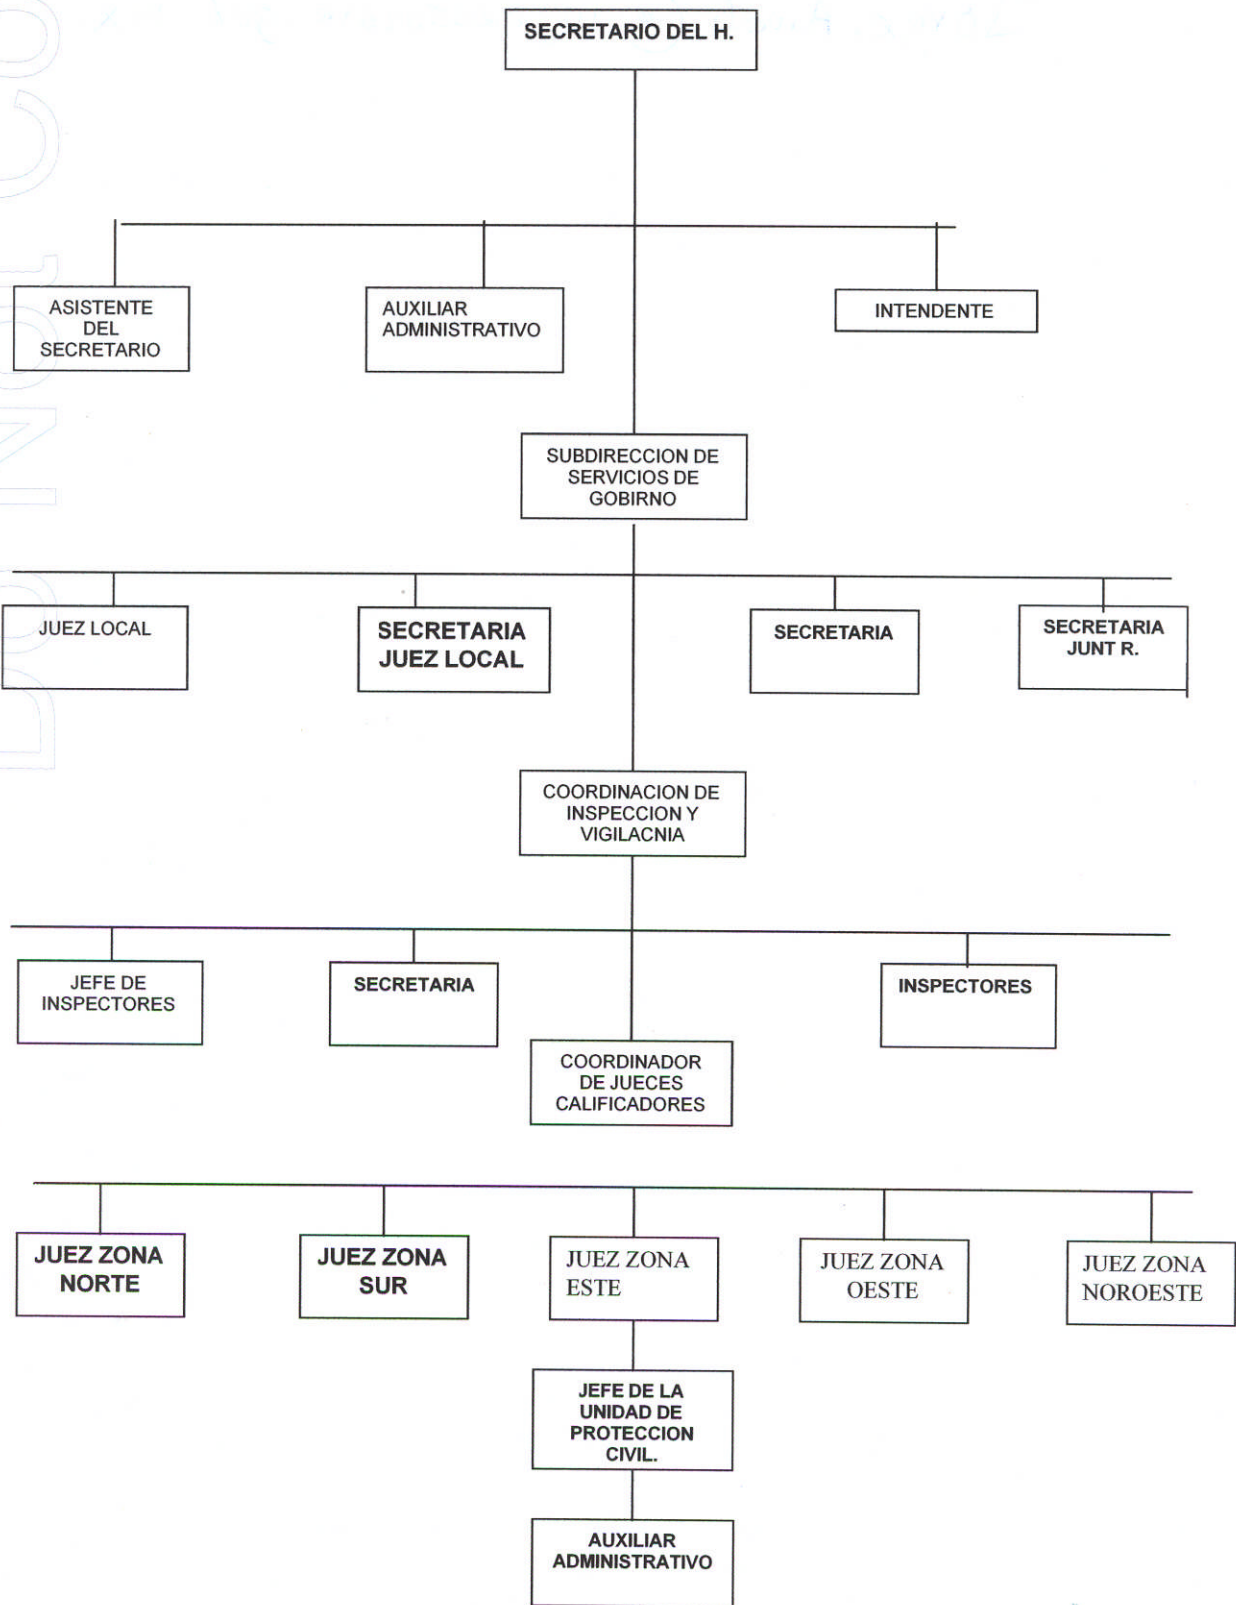 SECRETARIO DEL H.
ASISTENTE
DEL
SECRETARIO
AUXILIAR
ADMINISTRATIVO
INTENDENTE
SUBDIRECCION DE
SERVICIOS DE
GOBIRNO
JUEZ LOCAL
SECRETARIA
JUEZ LOCAL
SECRETARIA
SECRETARIA
JUNT R.
COORDINACION DE
INSPECCION Y
VIGILACNIA
JEFE DE
INSPECTORES
SECRETARIA
INSPECTORES
COORDINADOR
DE JUECES
CALIFICADORES
JUEZ ZONA
NORTE
JUEZ ZONA
SUR
JUEZ ZONA
ESTE
JUEZ ZONA
OESTE
JUEZ ZONA
NOROESTE
JEFE DE LA
UNIDAD DE
PROTECCION
CIVIL.
AUXILIAR
ADMINISTRATIVO
Do Not Co